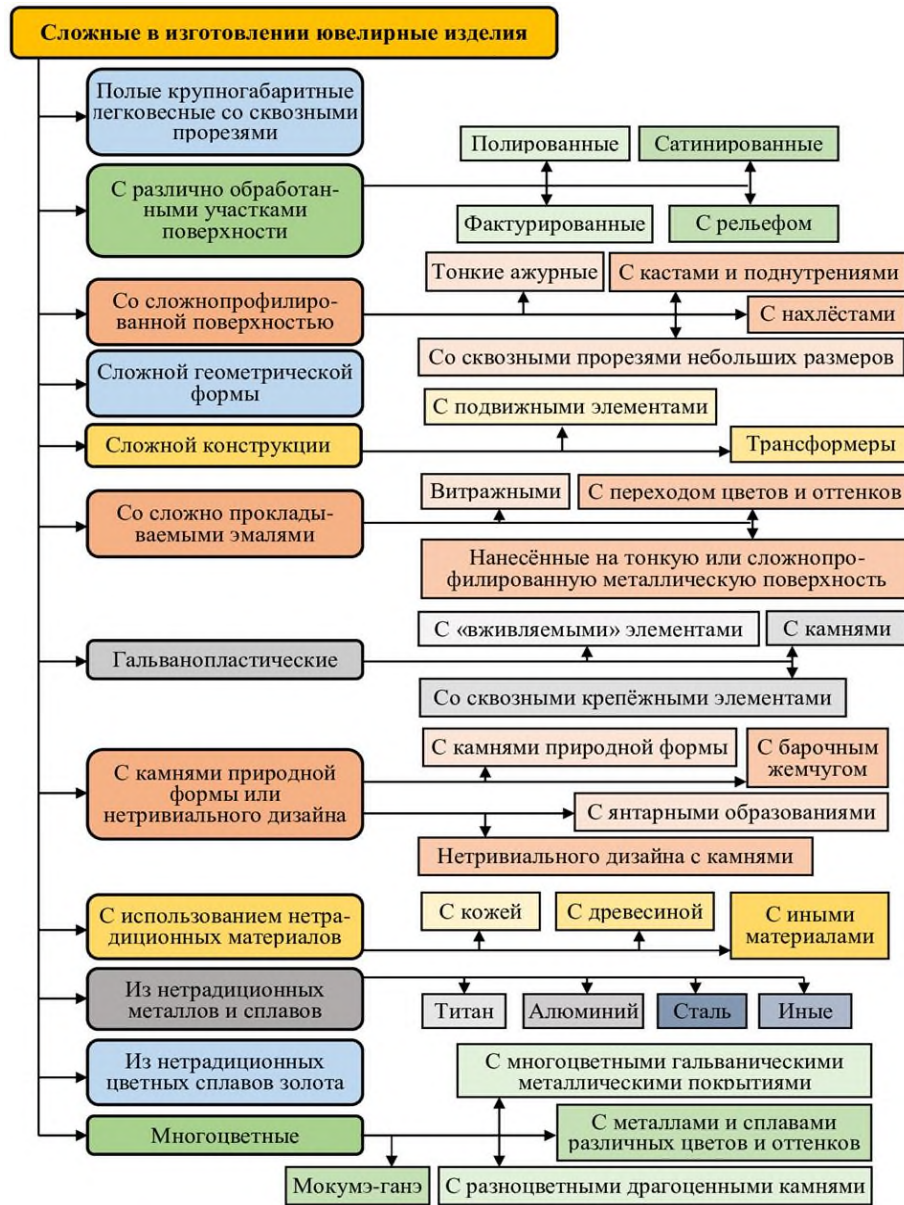 Сложные в изготовлении ювелирные изделия
Полые крупногабаритные
легковесные со сквозными
прорезями
Полированные
Сатинированные
С различно обработан-
ными участками
поверхности
Фактурированные
С рельефом
Тонкие ажурные
С кастами и поднутрениями
Со сложнопрофилиро-
ванной поверхностью
С нахлёстами
Со сквозными прорезями небольших размеров
Сложной геометрической
формы
С подвижными элементами
Сложной конструкции
Трансформеры
Витражными
С переходом цветов и оттенков
Со сложно проклады-
ваемыми эмалями
Нанесённые на тонкую или сложнопро-
филированную металлическую поверхность
С «вживляемыми» элементами
С камнями
Гальванопластические
Со сквозными крепёжными элементами
С камнями природной формы
С барочным
жемчугом
С камнями природной
формы или
нетривиального дизайна
С янтарными образованиями
Нетривиального дизайна с камнями
С использованием нетра-
диционных материалов
С кожей
С древесиной
С иными
материалами
Из нетрадиционных
металлов и сплавов
Титан
Алюминий
Сталь
Иные
Из нетрадиционных
цветных сплавов золота
С многоцветными гальваническими
металлическими покрытиями
Многоцветные
С металлами и сплавами
различных цветов и оттенков
Мокумэ-ганэ
С разноцветными драгоценными камнями